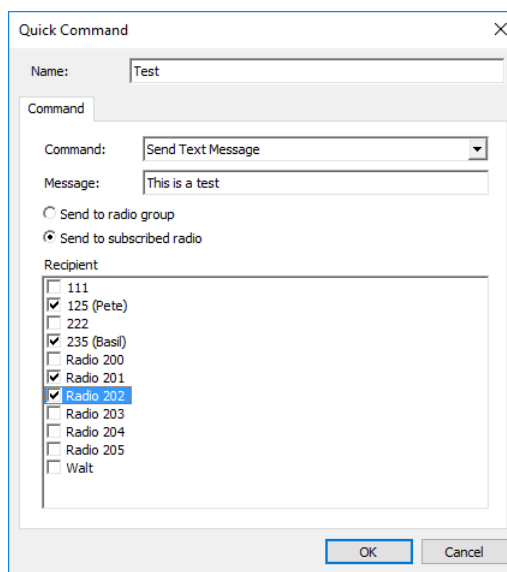 Quick Command
Name: Test
Command
Command: Send Text Message
Message: This is a test
Send to radio group
Send to subscribed radio
Recipient
111
125 (Pete)
222
235 (Basil)
Radio 200
Radio 201
Radio 202
Radio 203
Radio 204
Radio 205
Walt
OK Cancel